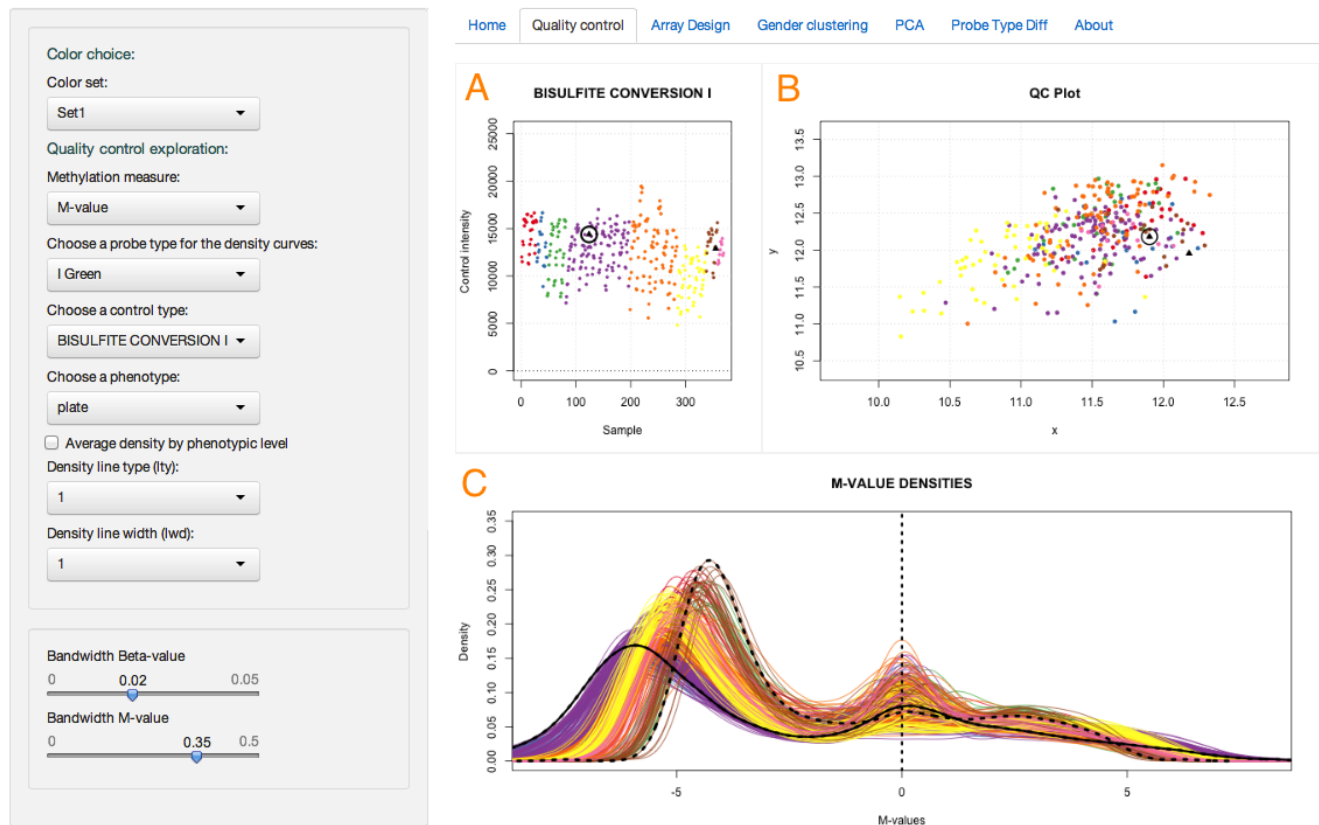 Color choice:
Color set:
Set1
Quality control exploration:
Methylation measure:
M-value
Choose a probe type for the density curves:
I Green
Choose a control type:
BISULFITE CONVERSION I
Choose a phenotype:
plate
Average density by phenotypic level
Density line type (lty):
1
Density line width (lwd):
1
Bandwidth Beta-value
0 0.02 0.05
Bandwidth M-value
0 0.35 0.5
Home Quality control Array Design Gender clustering PCA Probe Type Diff About
A
BISULFITE CONVERSION I
Control intensity
25000
20000
15000
10000
5000
0
0 100 200 300
Sample
B
QC Plot
y
13.5
13.0
12.5
12.0
11.5
11.0
10.5
10.0 10.5 11.0 11.5 12.0 12.5
x
C
M-VALUE DENSITIES
Density
0.35
0.30
0.25
0.20
0.15
0.10
0.05
0.00
-5 0 5
M-values